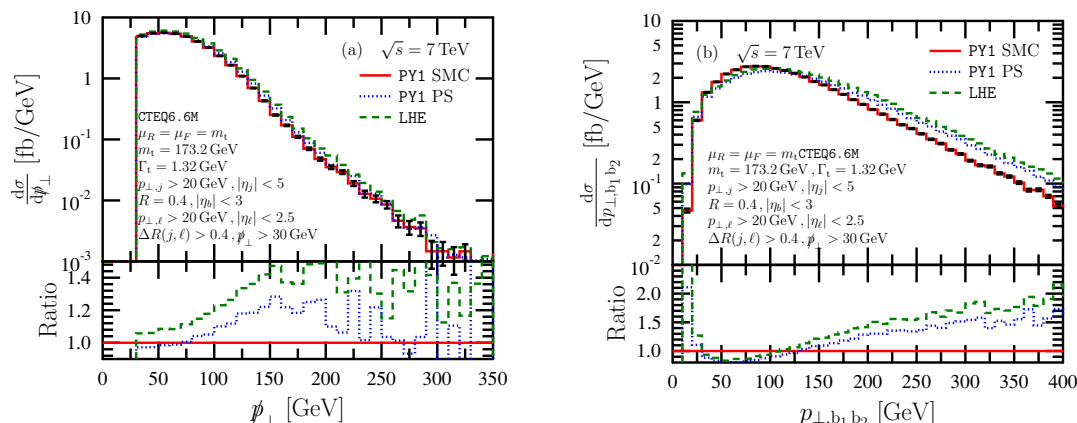 (a) √s = 7 TeV
PY1 SMC
PY1 PS
LHE
dσ/dp̸⊥ [fb/GeV]
10
1
10⁻¹
10⁻²
10⁻³
CTEQ6.6M
μR = μF = mt
mt = 173.2 GeV
Γt = 1.32 GeV
p⊥,j > 20 GeV , |ηj| < 5
R = 0.4 , |ηb| < 3
p⊥,ℓ > 20 GeV , |ηℓ| < 2.5
ΔR(j, ℓ) > 0.4 , p̸⊥ > 30 GeV
Ratio
1.4
1.2
1.0
0 50 100 150 200 250 300 350
p̸⊥ [GeV]
(b) √s = 7 TeV
PY1 SMC
PY1 PS
LHE
dσ/dp⊥,b1b2 [fb/GeV]
10
5
2
1
5
2
10⁻¹
5
2
10⁻²
μR = μF = mtCTEQ6.6M
mt = 173.2 GeV , Γt = 1.32 GeV
p⊥,j > 20 GeV , |ηj| < 5
R = 0.4 , |ηb| < 3
p⊥,ℓ > 20 GeV , |ηℓ| < 2.5
ΔR(j, ℓ) > 0.4 , p̸⊥ > 30 GeV
Ratio
2.0
1.5
1.0
0 50 100 150 200 250 300 350 400
p⊥,b1b2 [GeV]